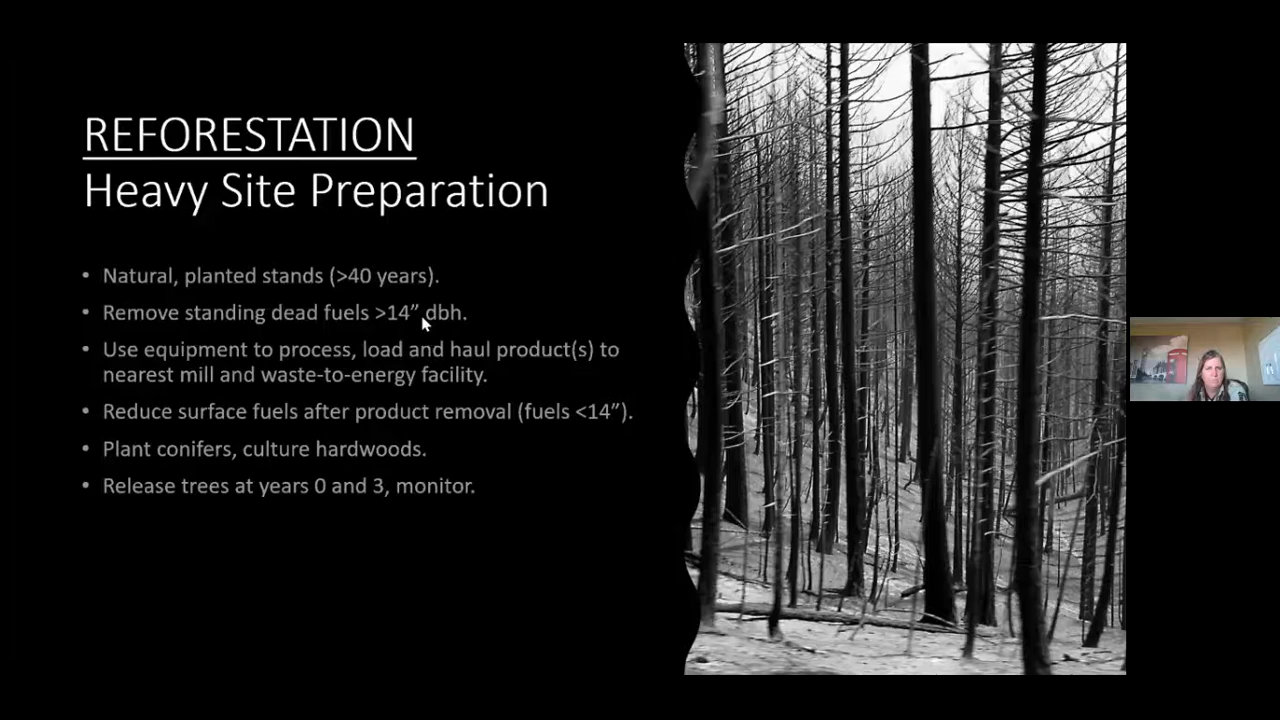 REFORESTATION
Heavy Site Preparation
• Natural, planted stands (>40 years).
• Remove standing dead fuels >14” dbh.
• Use equipment to process, load and haul product(s) to
nearest mill and waste-to-energy facility.
• Reduce surface fuels after product removal (fuels <14”).
• Plant conifers, culture hardwoods.
• Release trees at years 0 and 3, monitor.